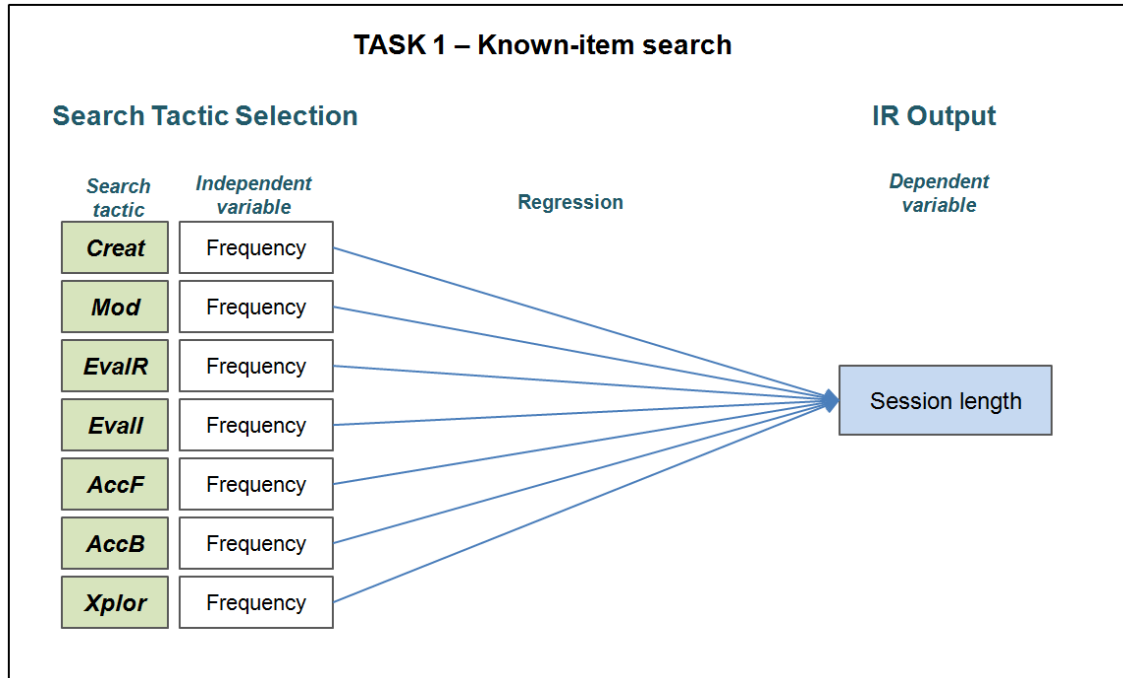 TASK 1 – Known-item search
Search Tactic Selection
IR Output
Search
tactic
Independent
variable
Regression
Dependent
variable
Creat
Frequency
Mod
Frequency
EvalR
Frequency
EvalI
Frequency
AccF
Frequency
AccB
Frequency
Xplor
Frequency
Session length